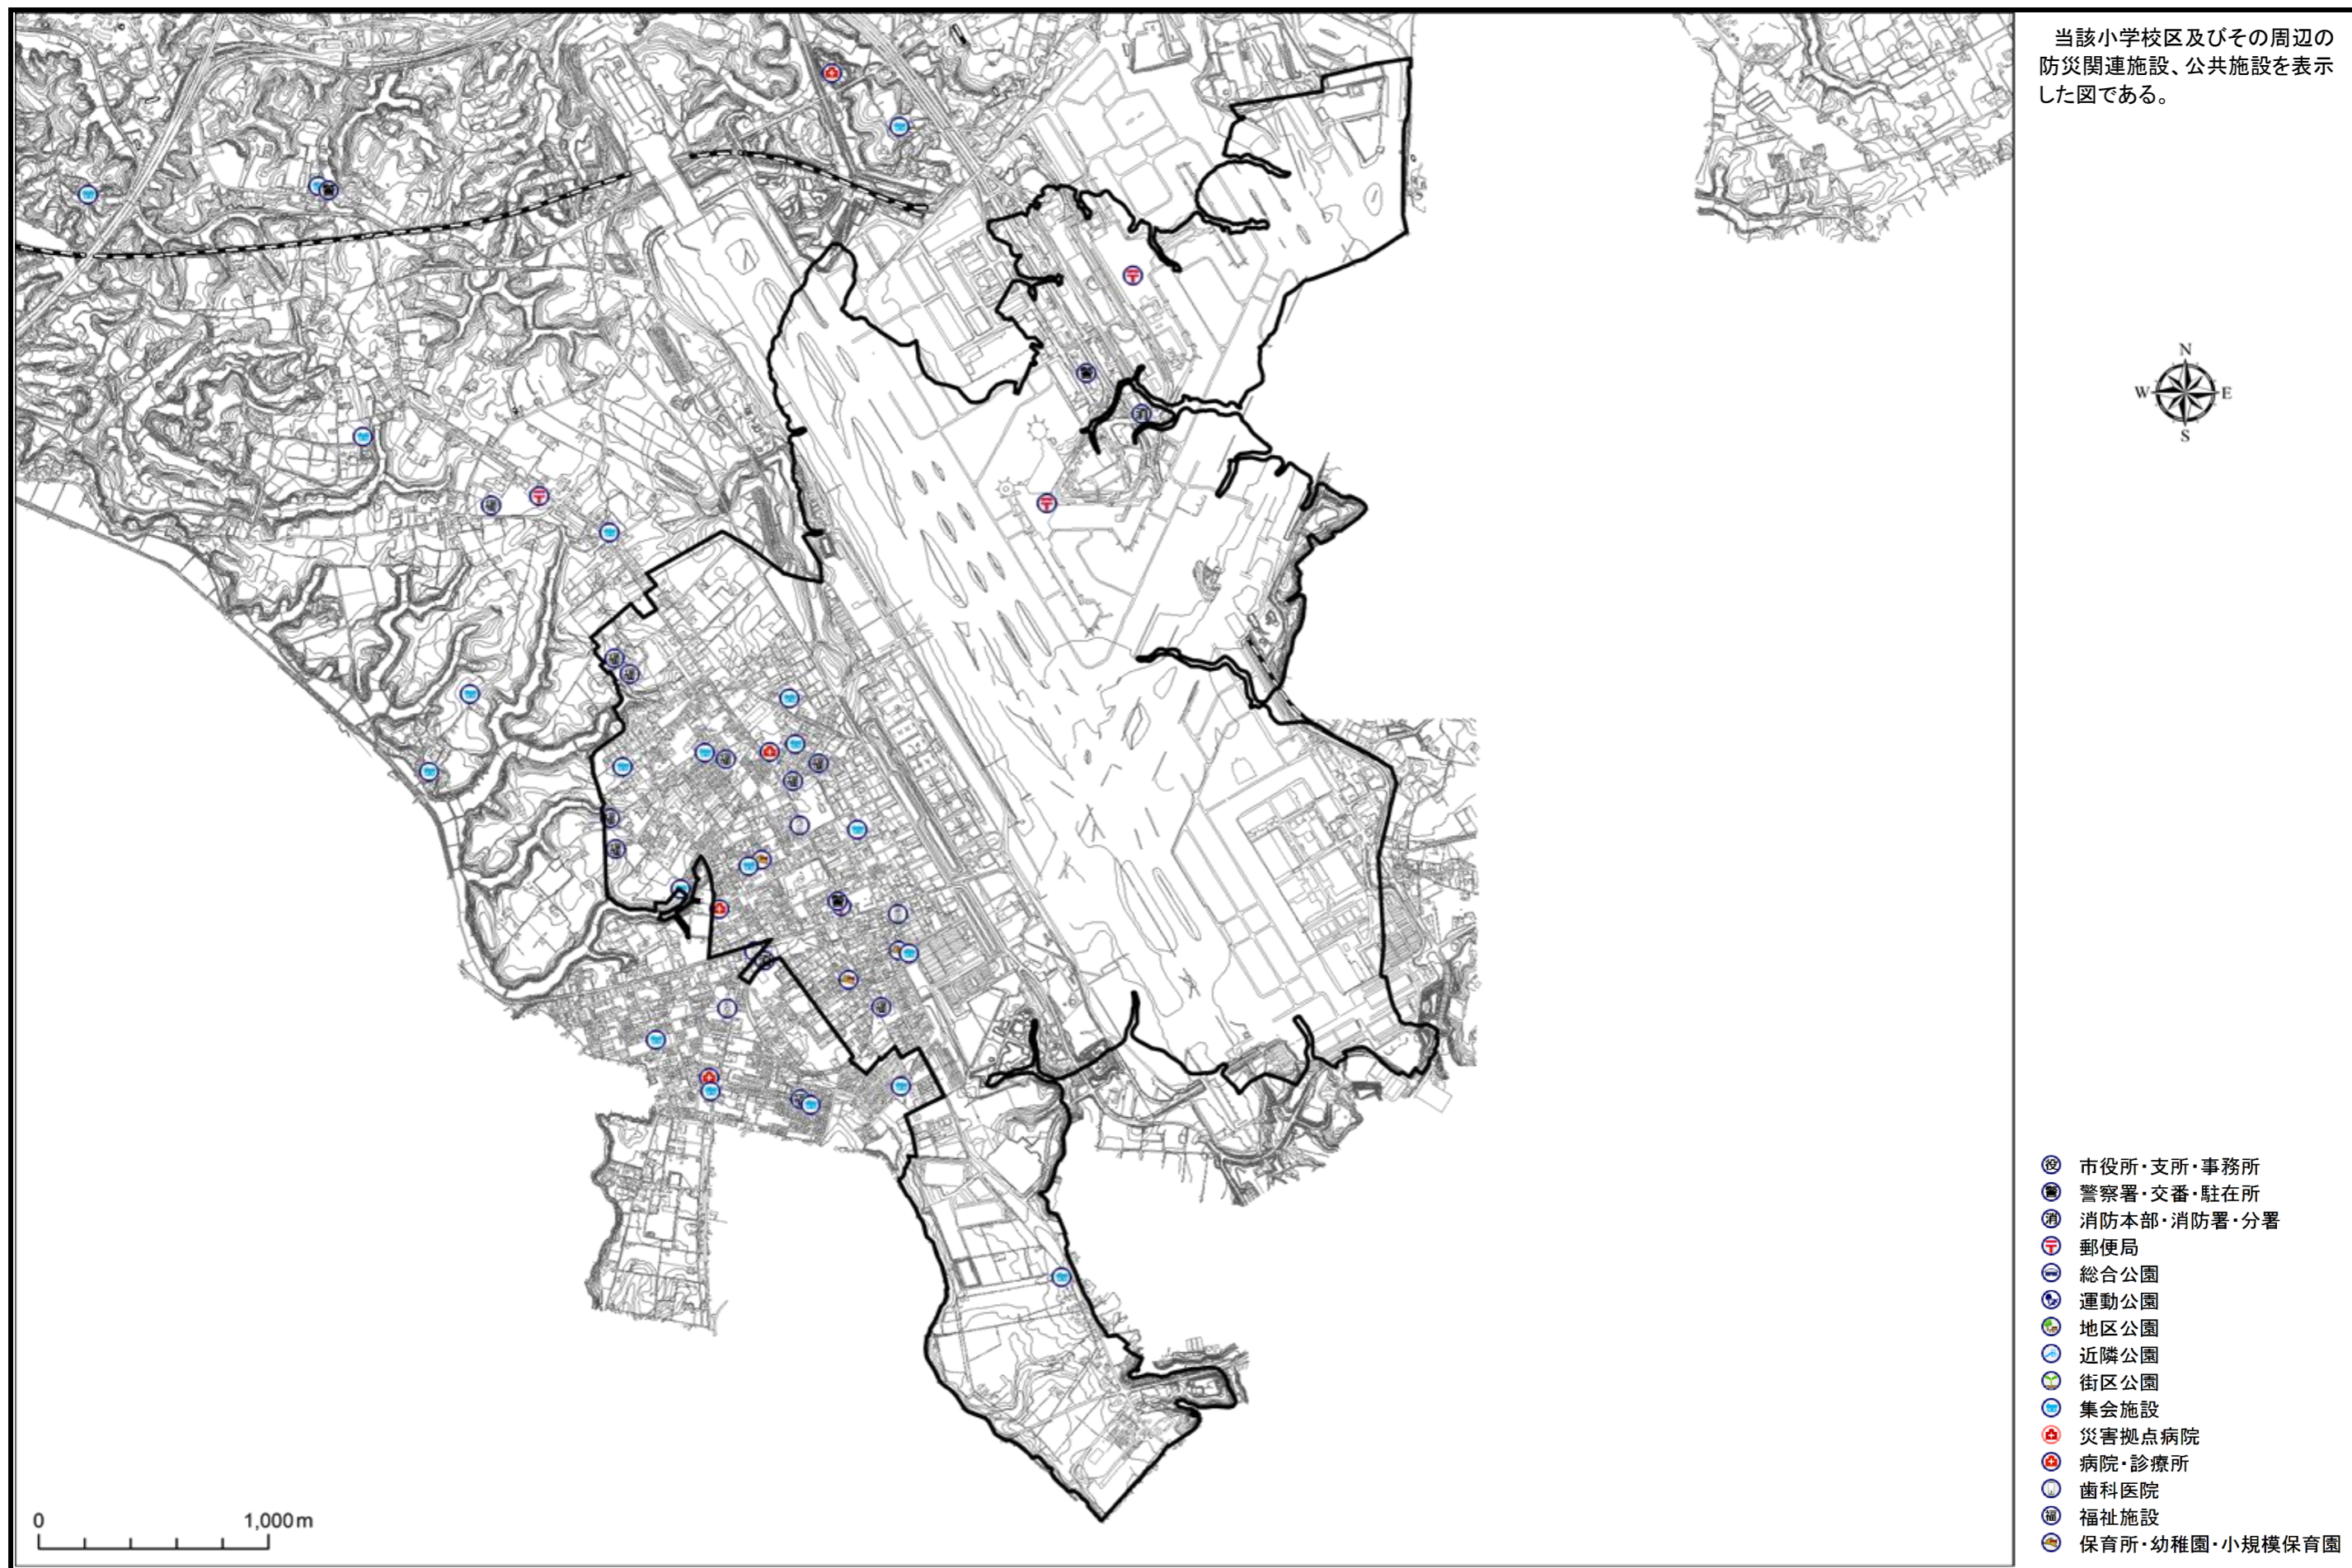 当該小学校区及びその周辺の
防災関連施設、公共施設を表示
した図である。
N
W E
S
役 市役所・支所・事務所
警 警察署・交番・駐在所
消 消防本部・消防署・分署
郵便局
総合公園
運動公園
地区公園
近隣公園
街区公園
集会施設
災害拠点病院
病院・診療所
歯科医院
福 福祉施設
保育所・幼稚園・小規模保育園
0 1,000m